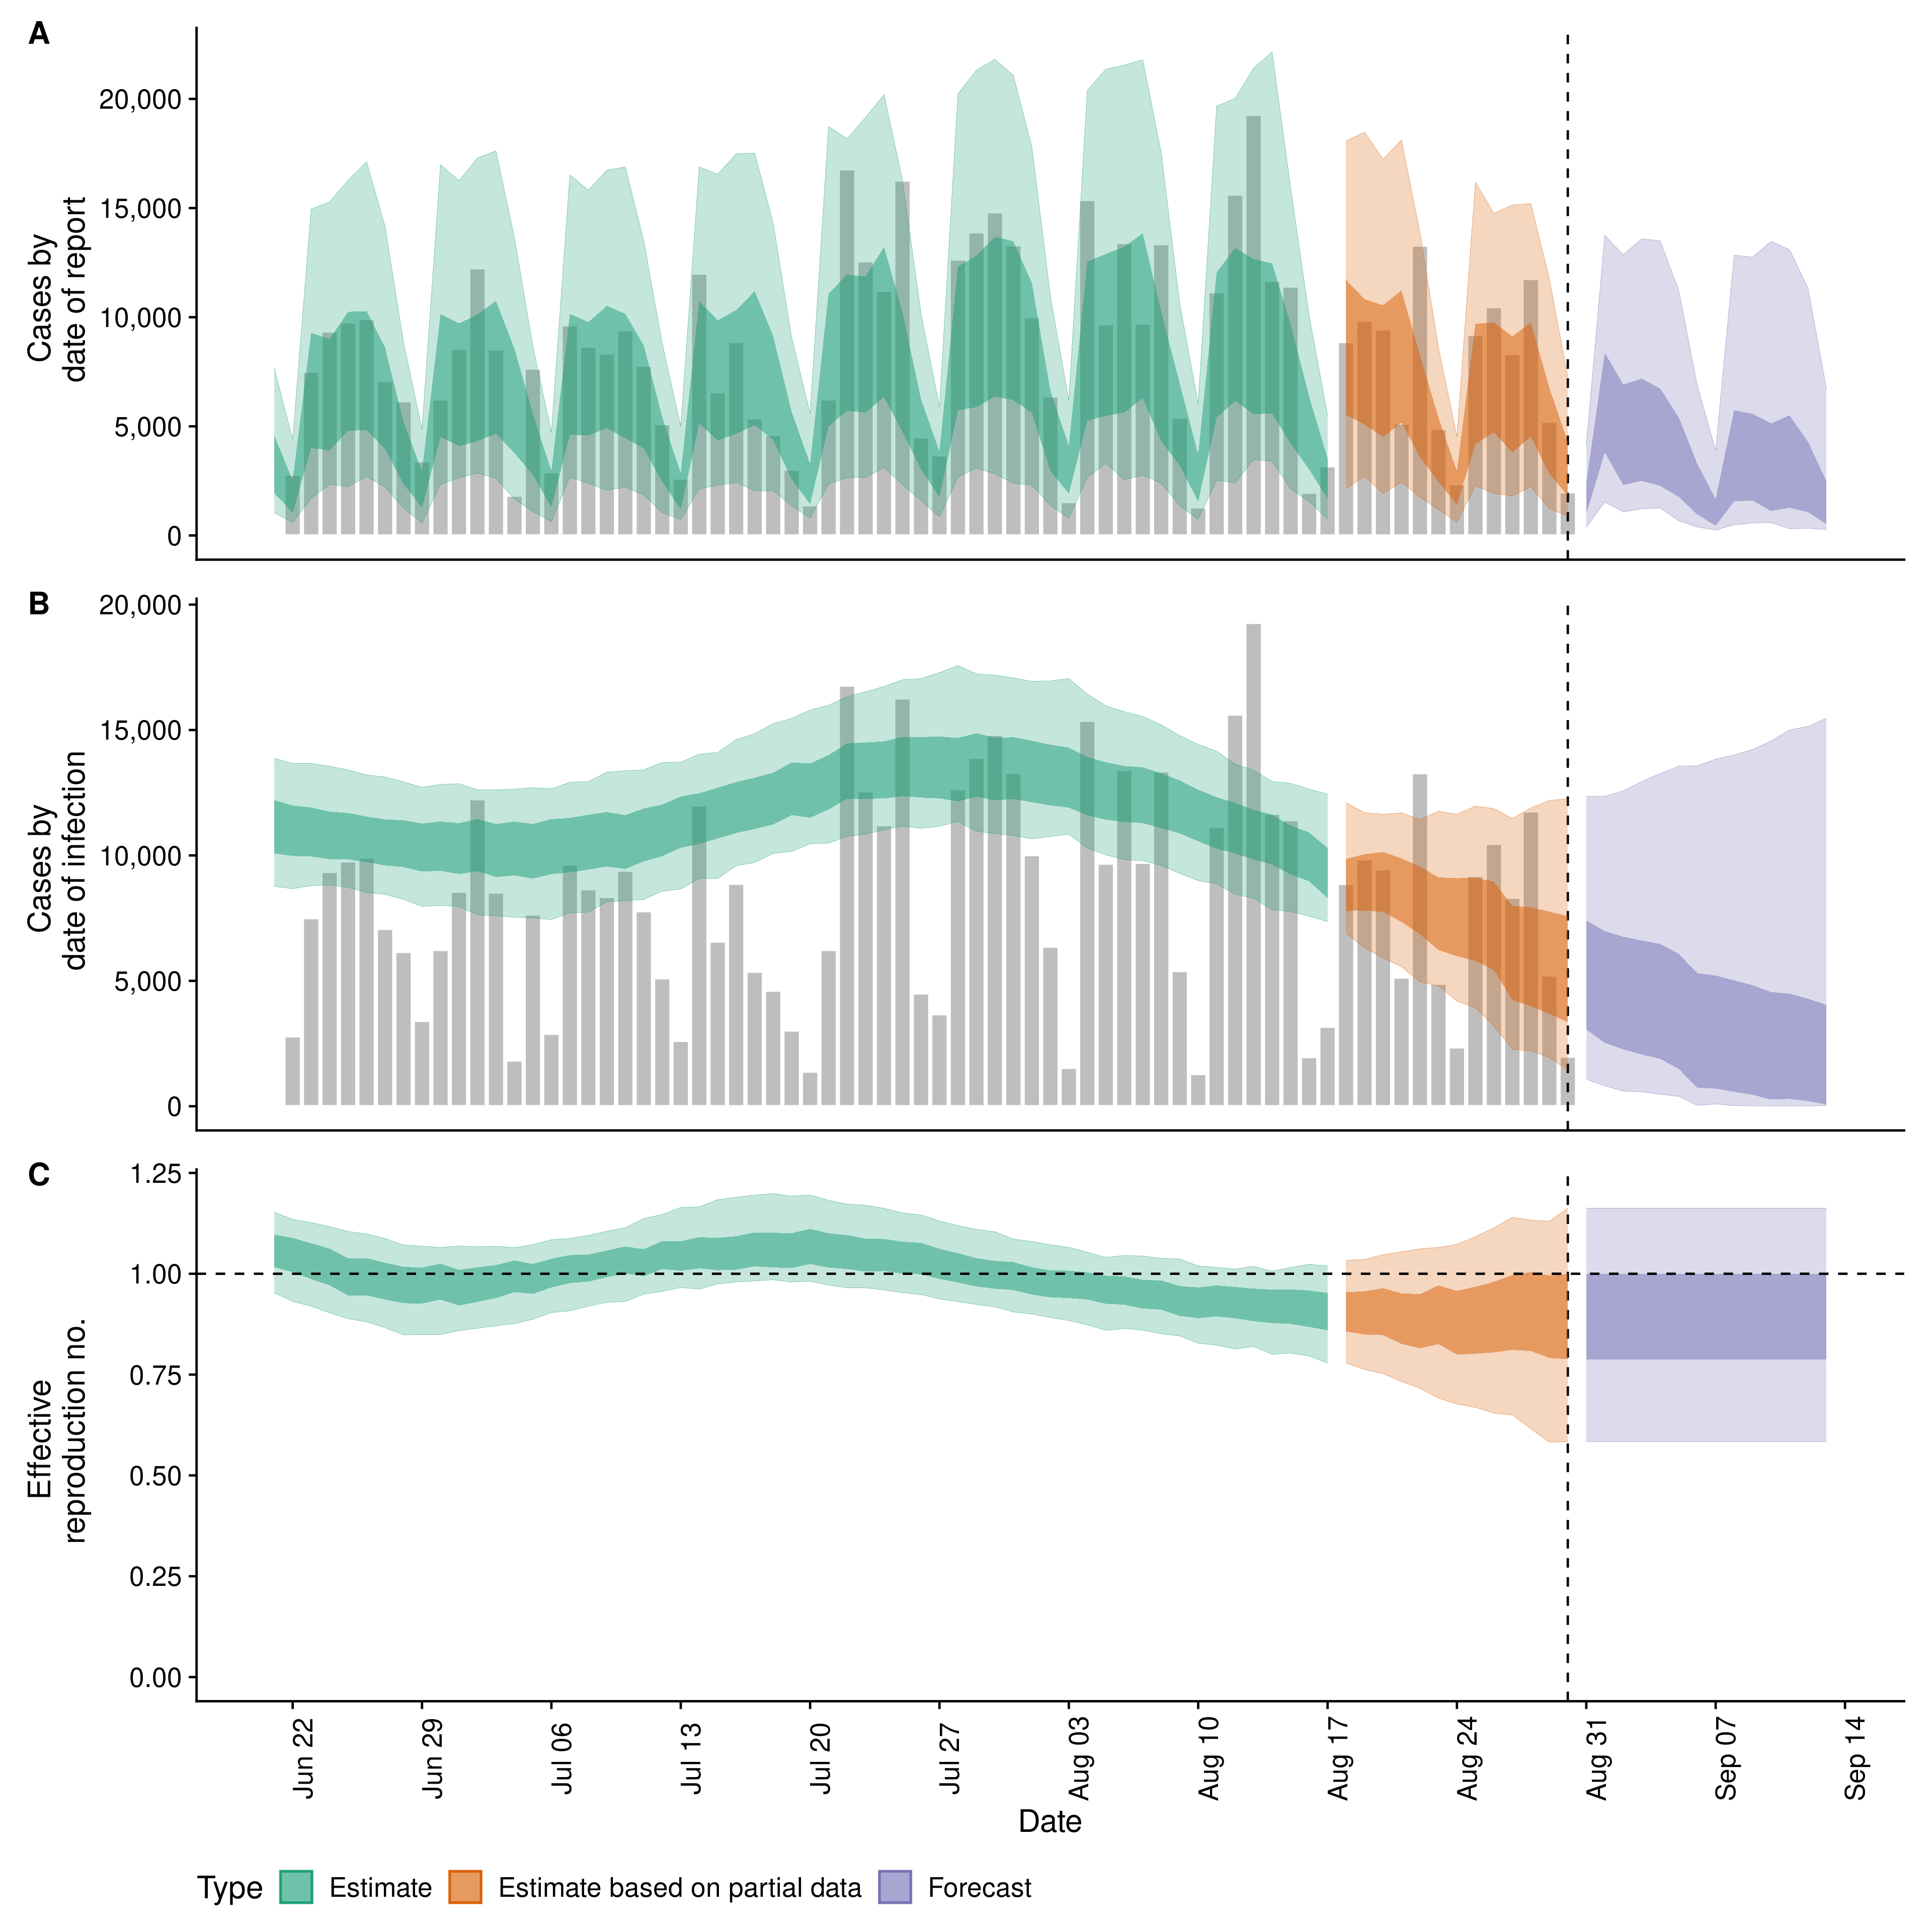 A
Cases by
date of report
20,000
15,000
10,000
5,000
0
B
Cases by
date of infection
20,000
15,000
10,000
5,000
0
C
Effective
reproduction no.
1.25
1.00
0.75
0.50
0.25
0.00
Jun 22
Jun 29
Jul 06
Jul 13
Jul 20
Jul 27
Aug 03
Aug 10
Aug 17
Aug 24
Aug 31
Sep 07
Sep 14
Date
Type Estimate Estimate based on partial data Forecast